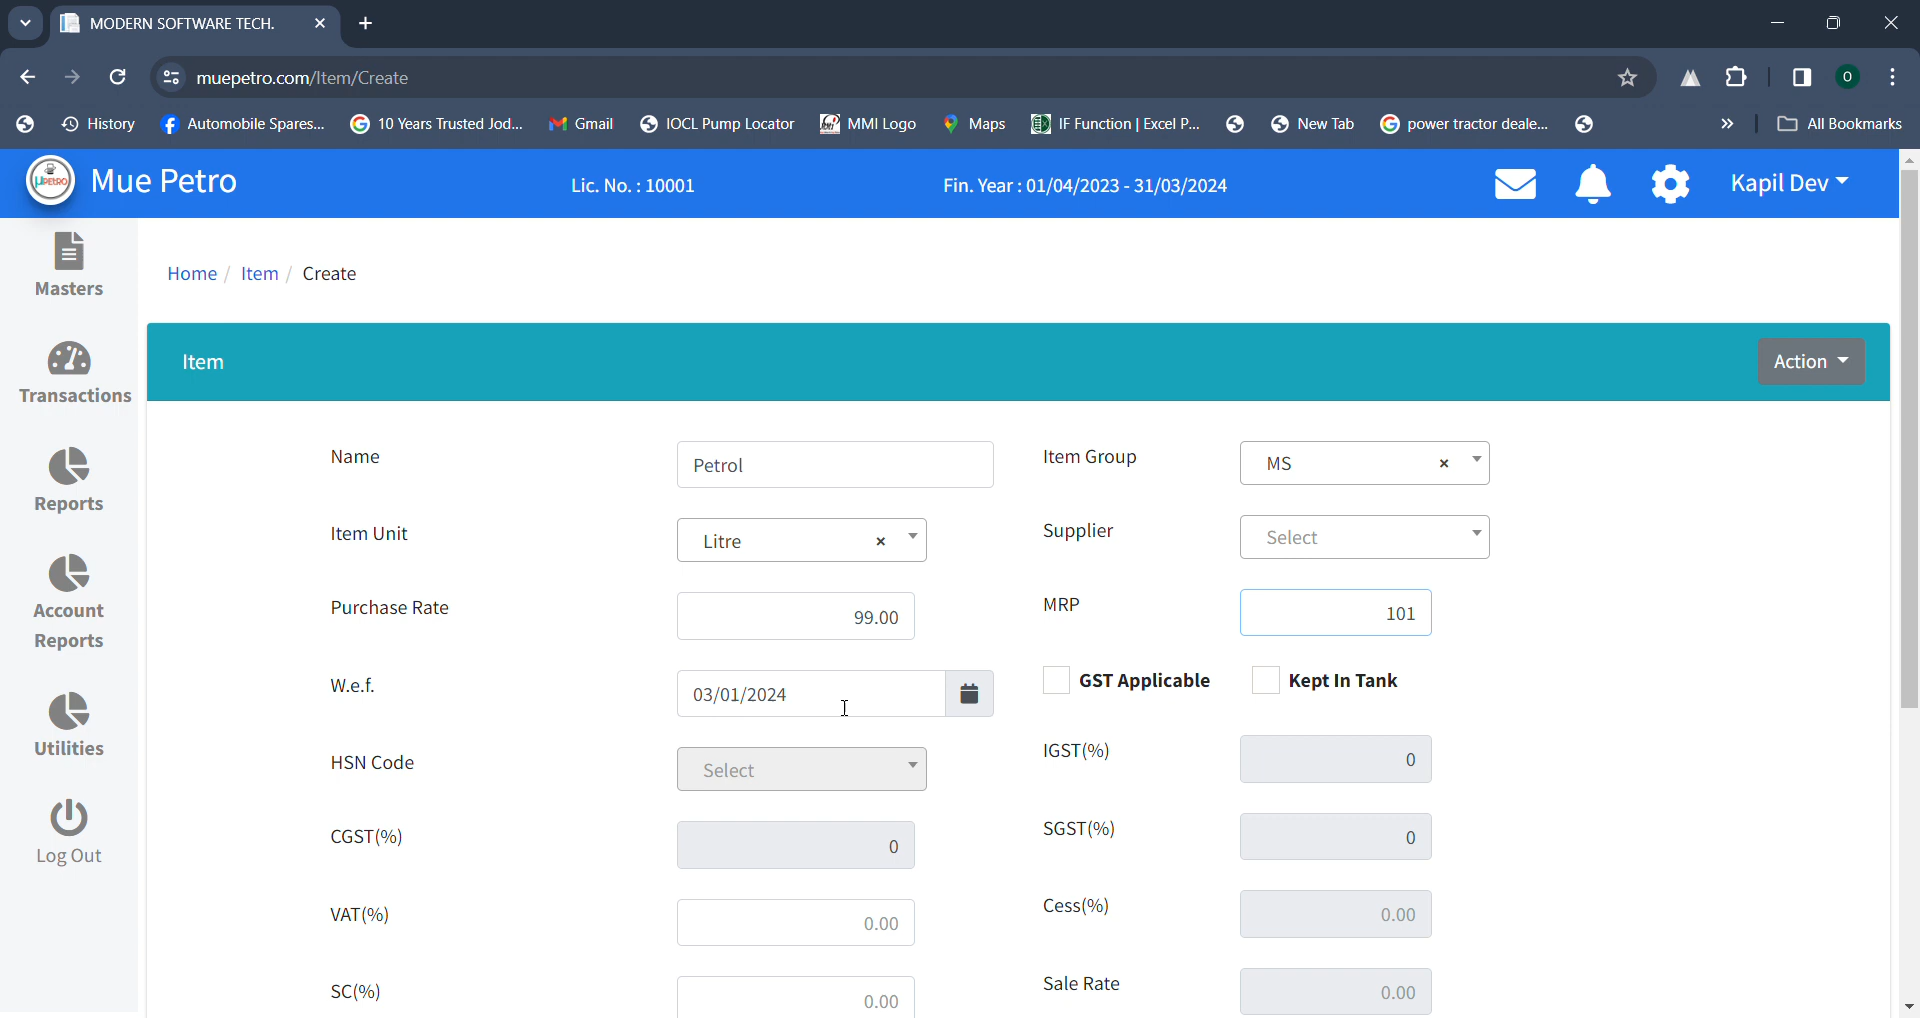 MODERN SOFTWARE TECH.
muepetro.com/Item/Create
O
History
Automobile Spares...
10 Years Trusted Jod...
Gmail
IOCL Pump Locator
MMI Logo
Maps
IF Function | Excel P...
New Tab
power tractor deale...
»
All Bookmarks
Mue Petro
Lic. No. : 10001
Fin. Year : 01/04/2023 - 31/03/2024
Kapil Dev
Masters
Transactions
Reports
Account Reports
Utilities
Log Out
Home / Item / Create
Item
Action
Name Petrol Item Group MS ×
Item Unit Litre × Supplier Select
Purchase Rate 99.00 MRP 101
W.e.f. 03/01/2024 GST Applicable Kept In Tank
HSN Code Select IGST(%) 0
CGST(%) 0 SGST(%) 0
VAT(%) 0.00 Cess(%) 0.00
SC(%) 0.00 Sale Rate 0.00